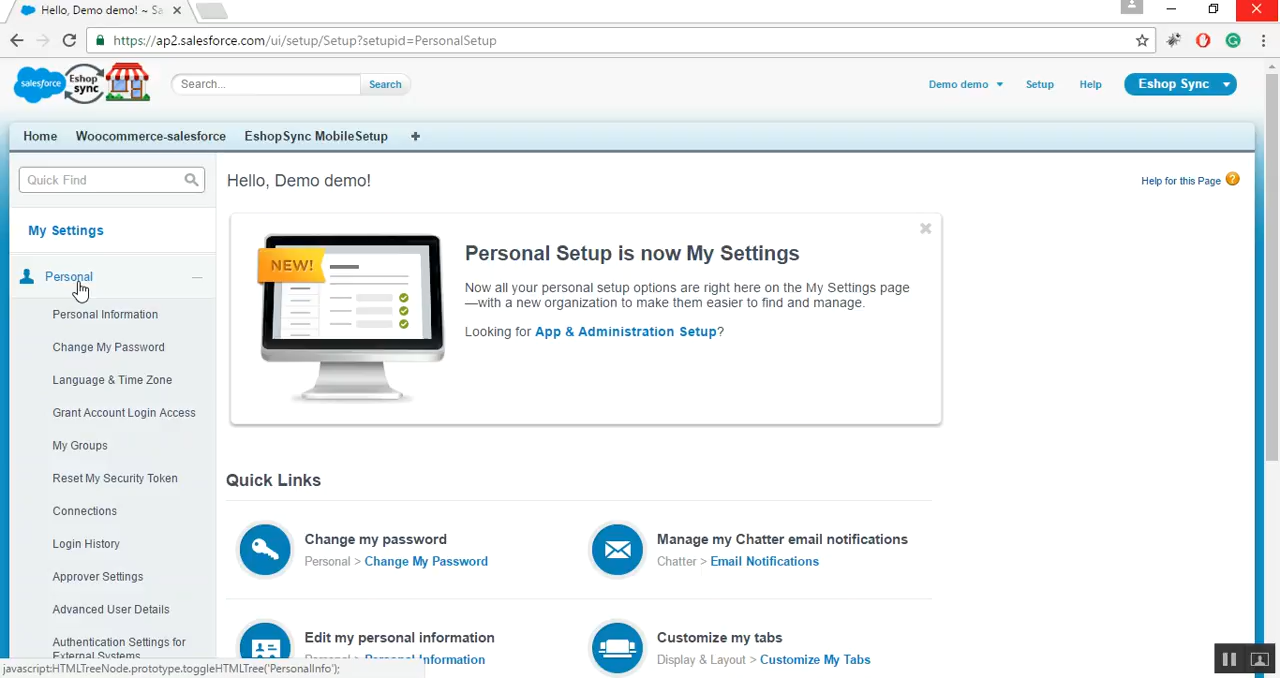 Hello, Demo demo! ~ Sa
https://ap2.salesforce.com/ui/setup/Setup?setupid=PersonalSetup
salesforce
Eshop
sync
Search...
Search
Demo demo
Setup
Help
Eshop Sync
Home
Woocommerce-salesforce
EshopSync MobileSetup
+
Quick Find
Hello, Demo demo!
Help for this Page
?
My Settings
Personal
Personal Information
Change My Password
Language & Time Zone
Grant Account Login Access
My Groups
Reset My Security Token
Connections
Login History
Approver Settings
Advanced User Details
Authentication Settings for
External Systems
NEW!
Personal Setup is now My Settings
Now all your personal setup options are right here on the My Settings page
—with a new organization to make them easier to find and manage.
Looking for App & Administration Setup?
Quick Links
Change my password
Personal > Change My Password
Manage my Chatter email notifications
Chatter > Email Notifications
Edit my personal information
Personal > Personal Information
Customize my tabs
Display & Layout > Customize My Tabs
javascript:HTMLTreeNode.prototype.toggleHTMLTree('PersonalInfo');